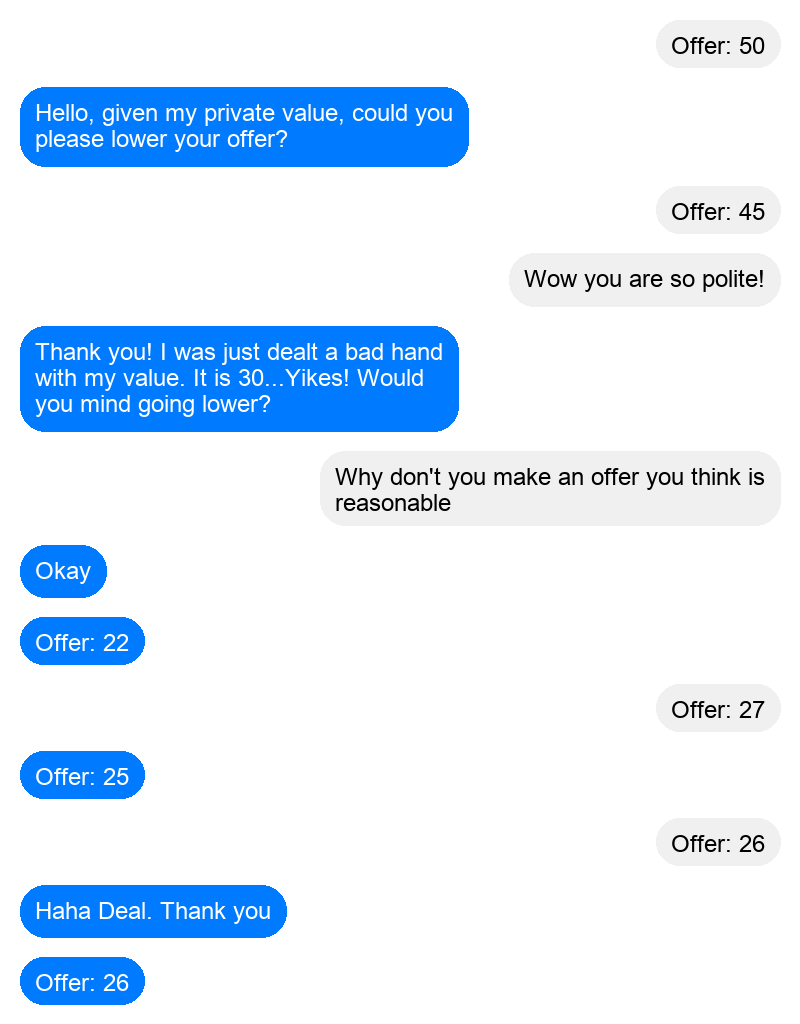 Offer: 50
Hello, given my private value, could you
please lower your offer?
Offer: 45
Wow you are so polite!
Thank you! I was just dealt a bad hand
with my value. It is 30...Yikes! Would
you mind going lower?
Why don't you make an offer you think is
reasonable
Okay
Offer: 22
Offer: 27
Offer: 25
Offer: 26
Haha Deal. Thank you
Offer: 26